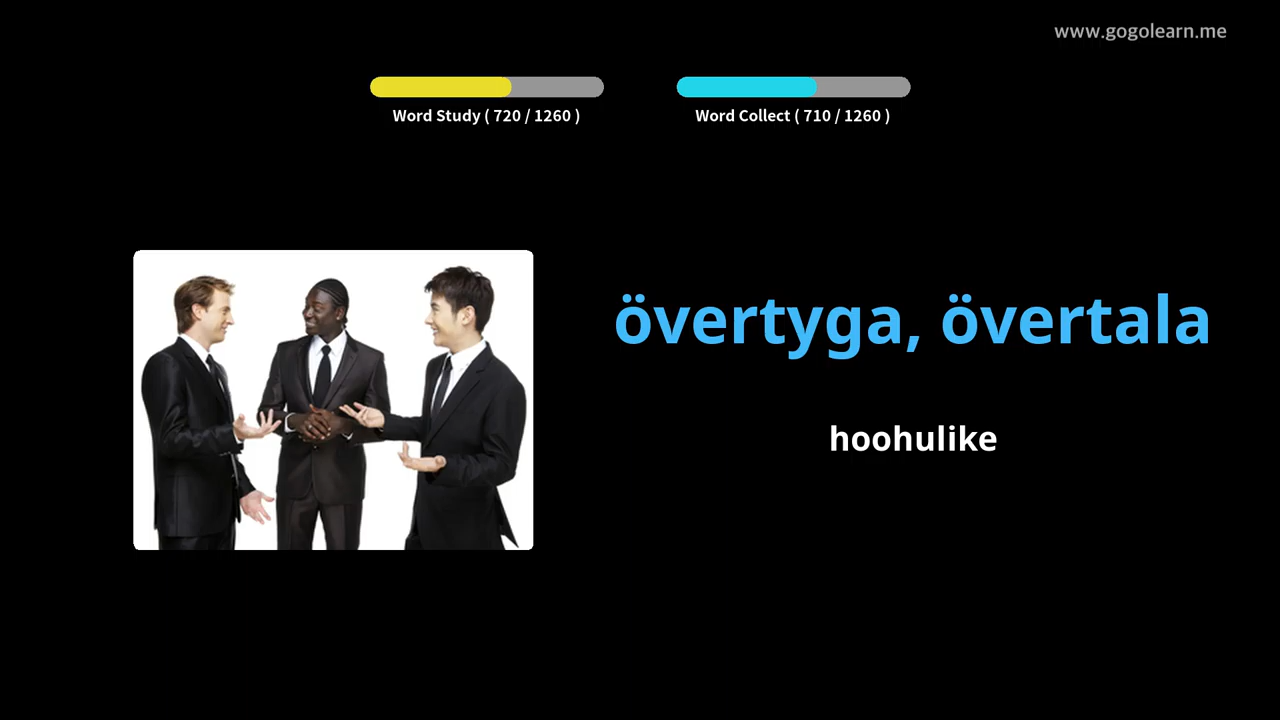 www.gogolearn.me
Word Study ( 720 / 1260 )
Word Collect ( 710 / 1260 )
övertyga, övertala
hoohulike